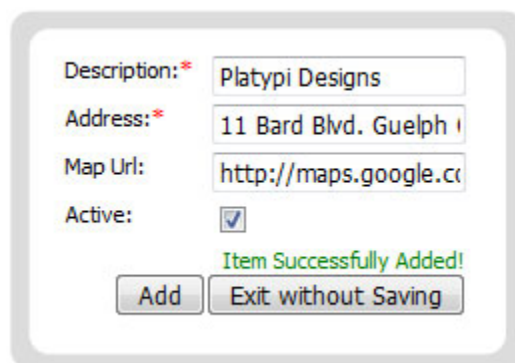 Description:* Platypi Designs
Address:* 11 Bard Blvd. Guelph
Map Url: http://maps.google.co
Active:
Item Successfully Added!
Add Exit without Saving